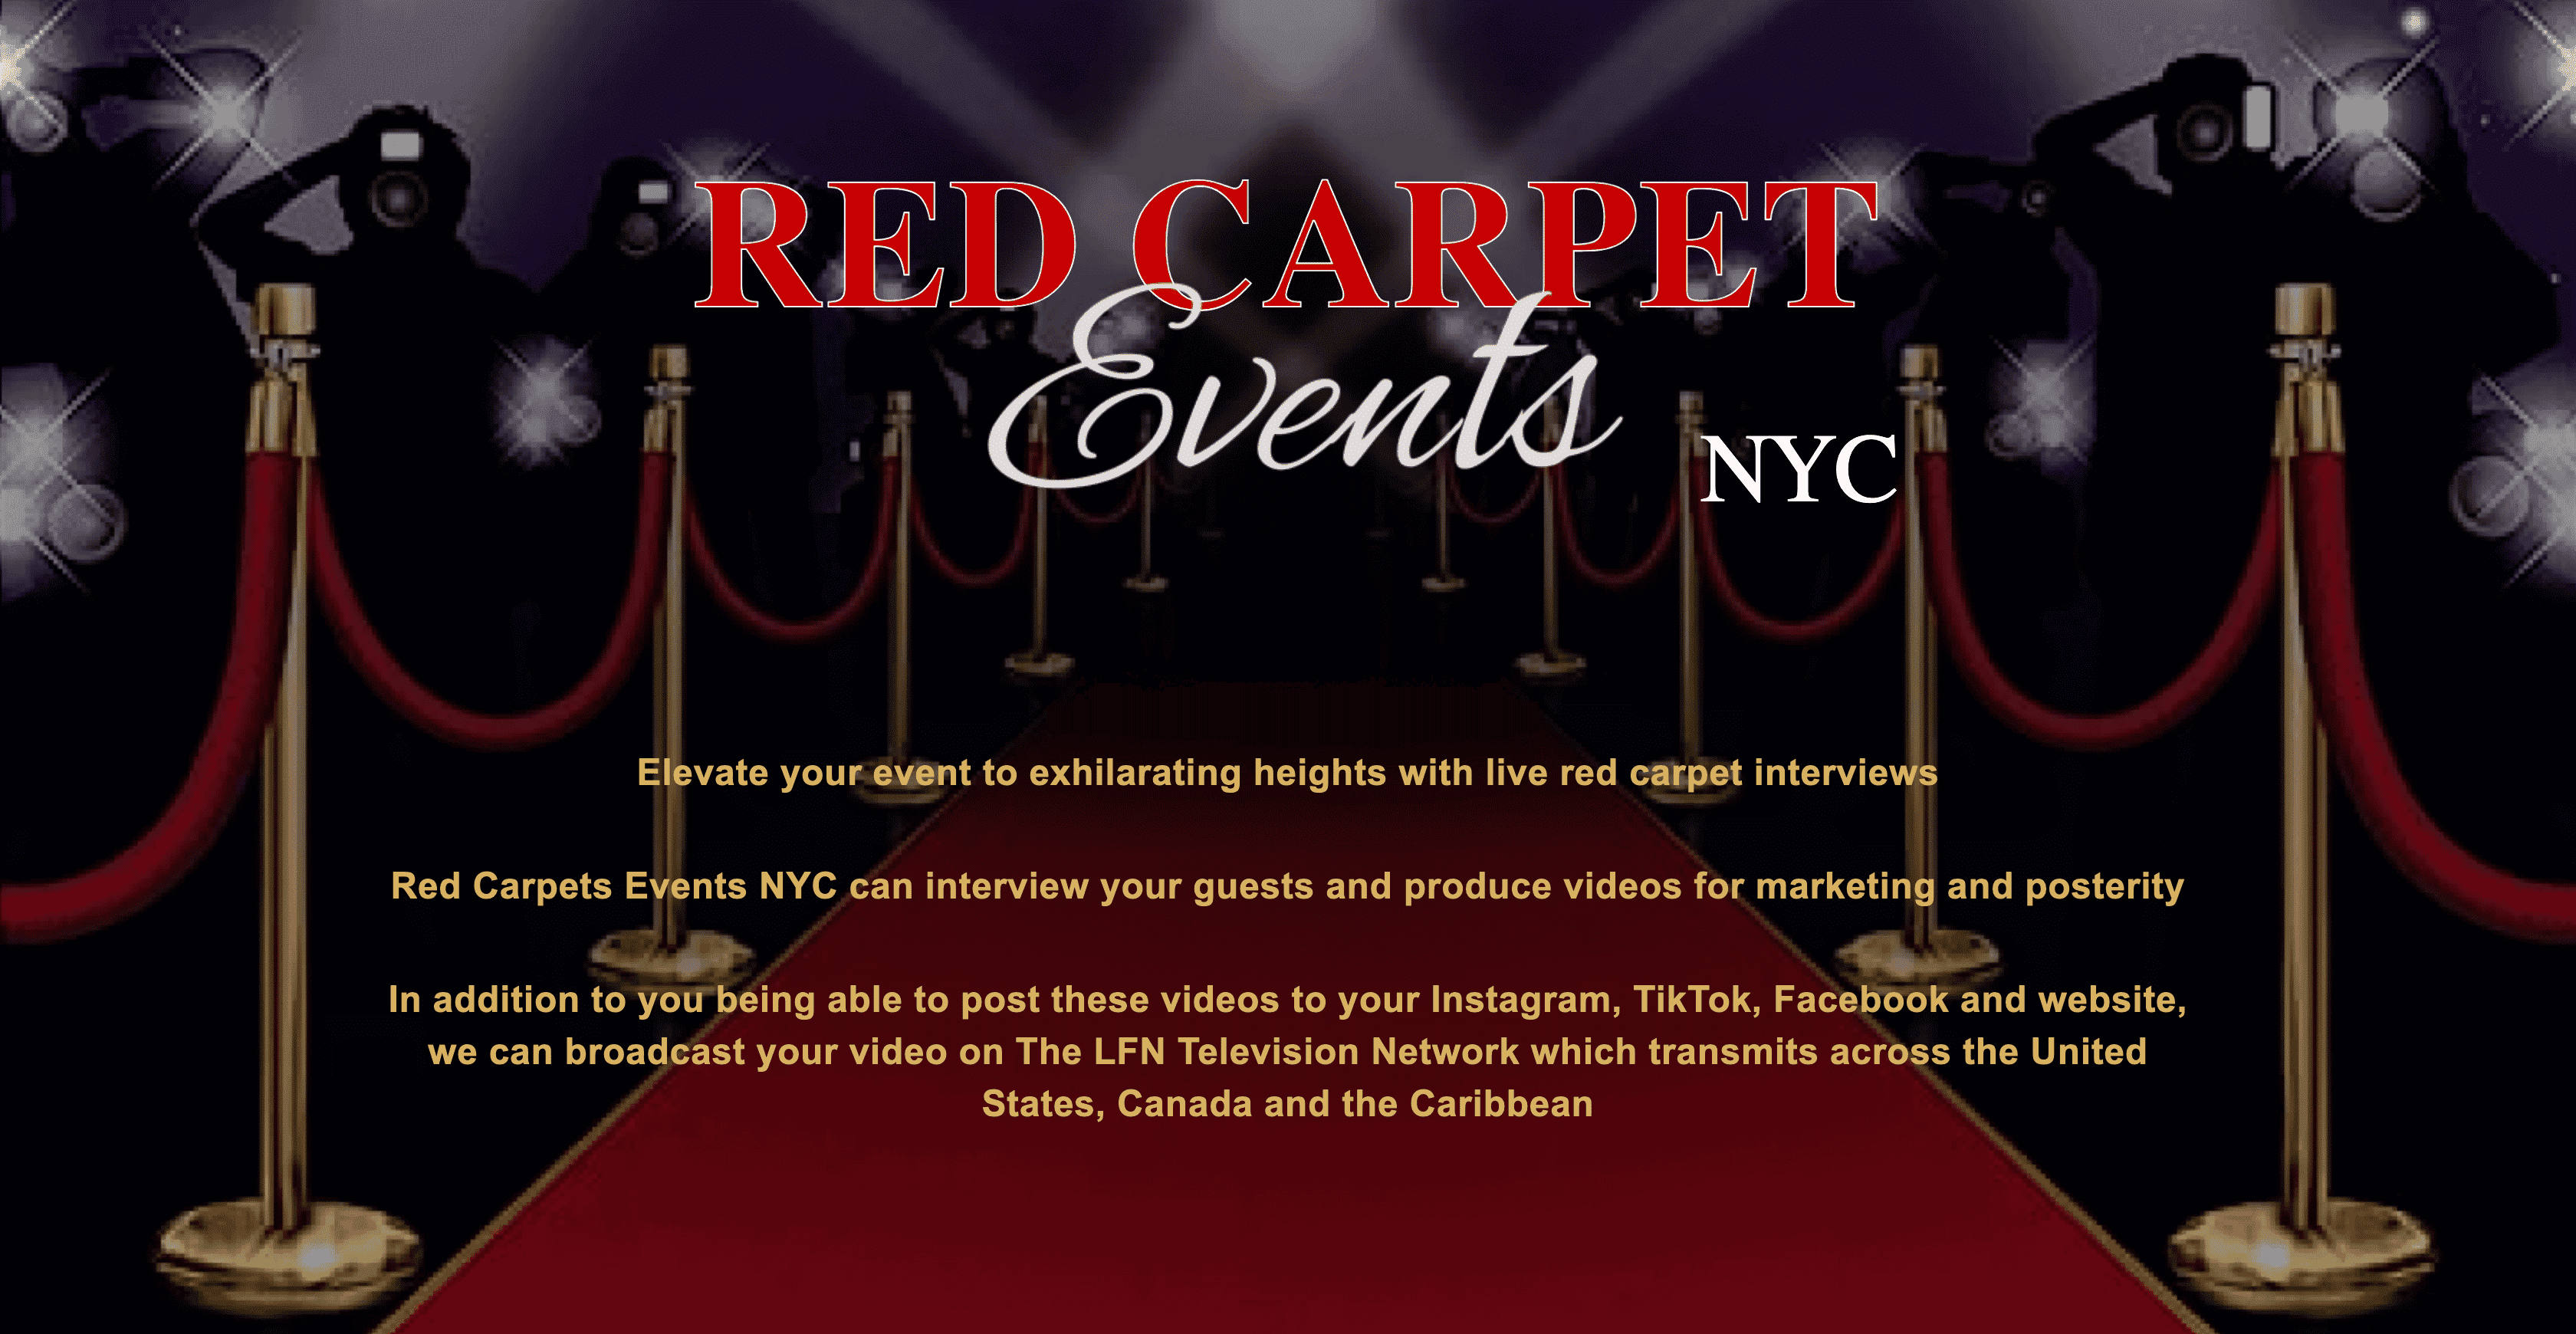 RED CARPET
Events
NYC
Elevate your event to exhilarating heights with live red carpet interviews
Red Carpets Events NYC can interview your guests and produce videos for marketing and posterity
In addition to you being able to post these videos to your Instagram, TikTok, Facebook and website,
we can broadcast your video on The LFN Television Network which transmits across the United
States, Canada and the Caribbean